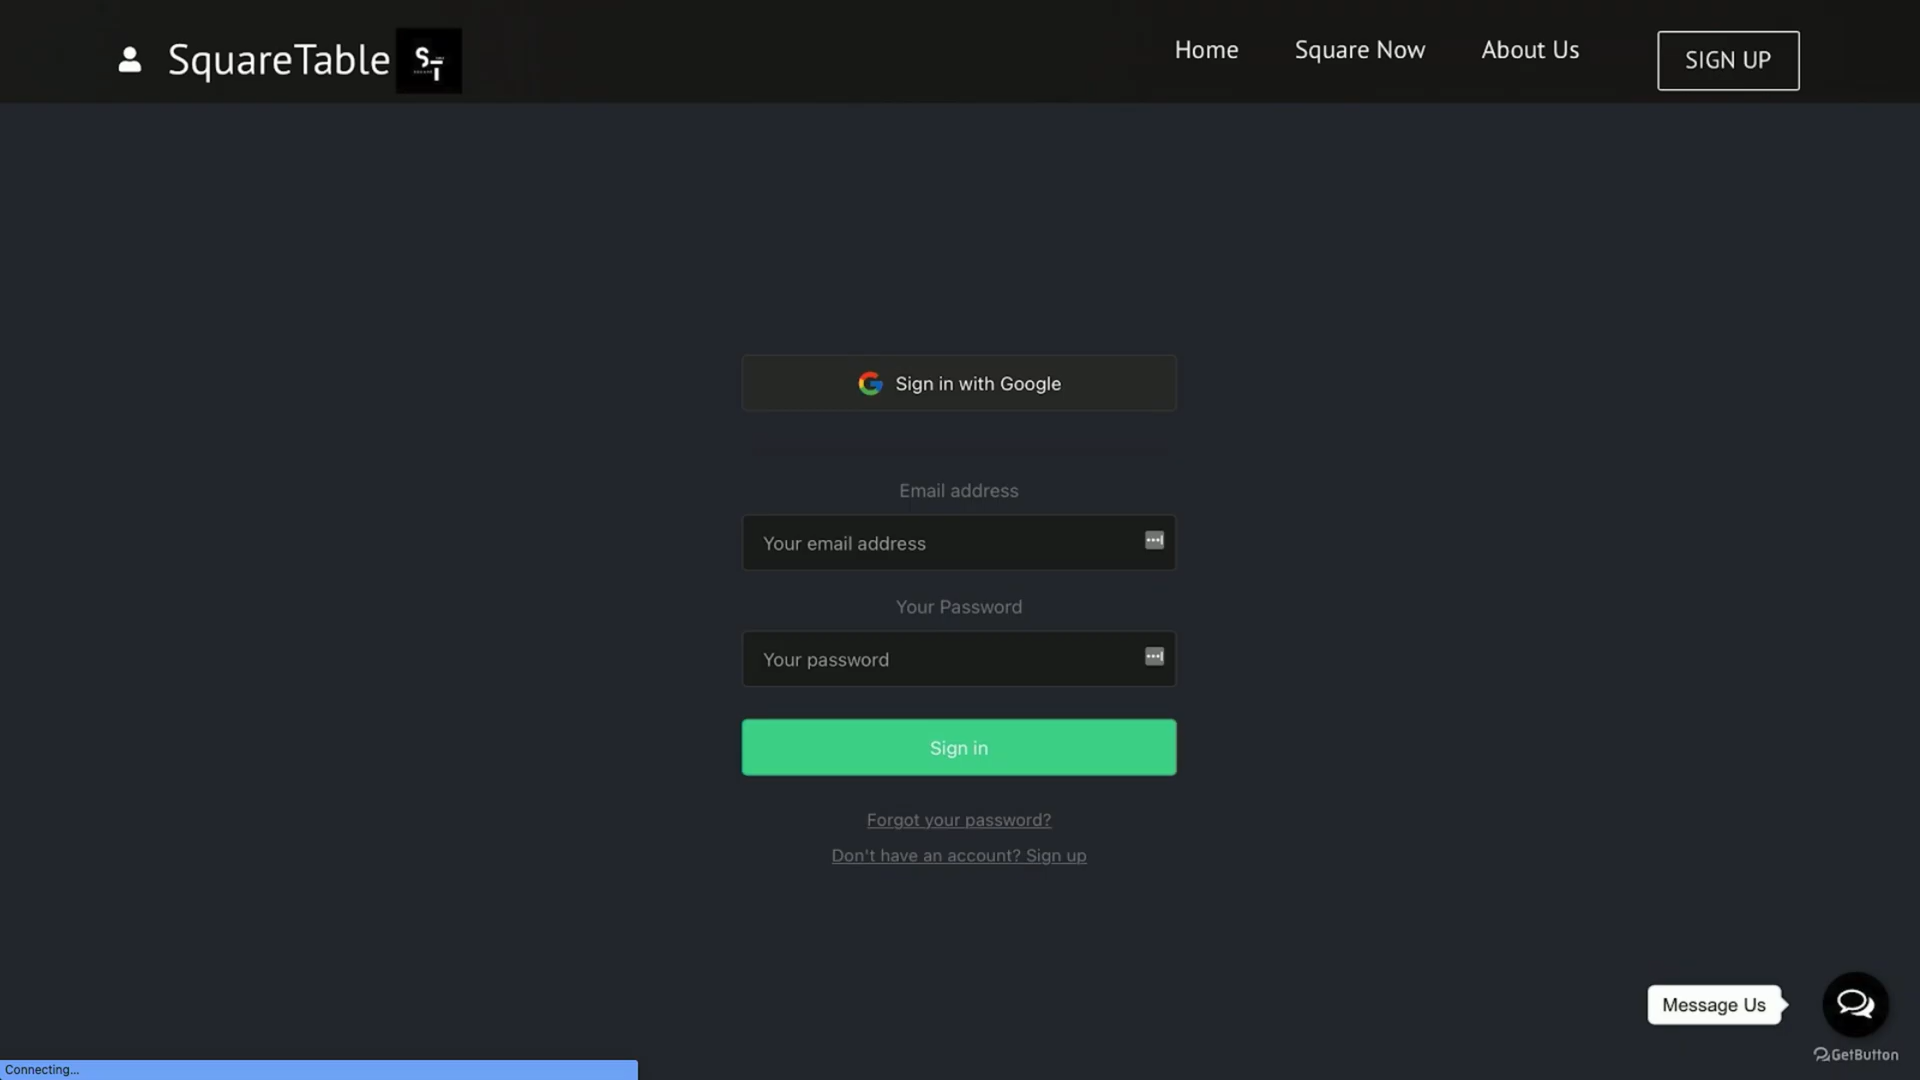 SquareTable
ST
Home
Square Now
About Us
SIGN UP
Sign in with Google
Email address
Your email address
Your Password
Your password
Sign in
Forgot your password?
Don't have an account? Sign up
Message Us
GetButton
Connecting...